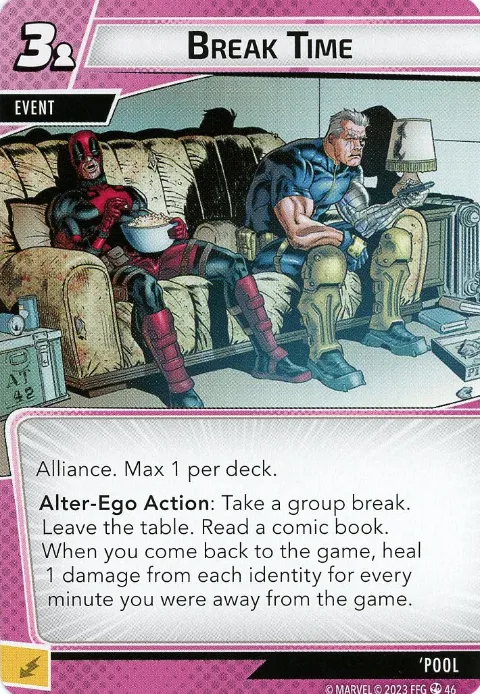 3
BREAK TIME
EVENT
AT
42
Alliance. Max 1 per deck.
Alter-Ego Action: Take a group break.
Leave the table. Read a comic book.
When you come back to the game, heal
1 damage from each identity for every
minute you were away from the game.
'POOL
© MARVEL © 2023 FFG 46